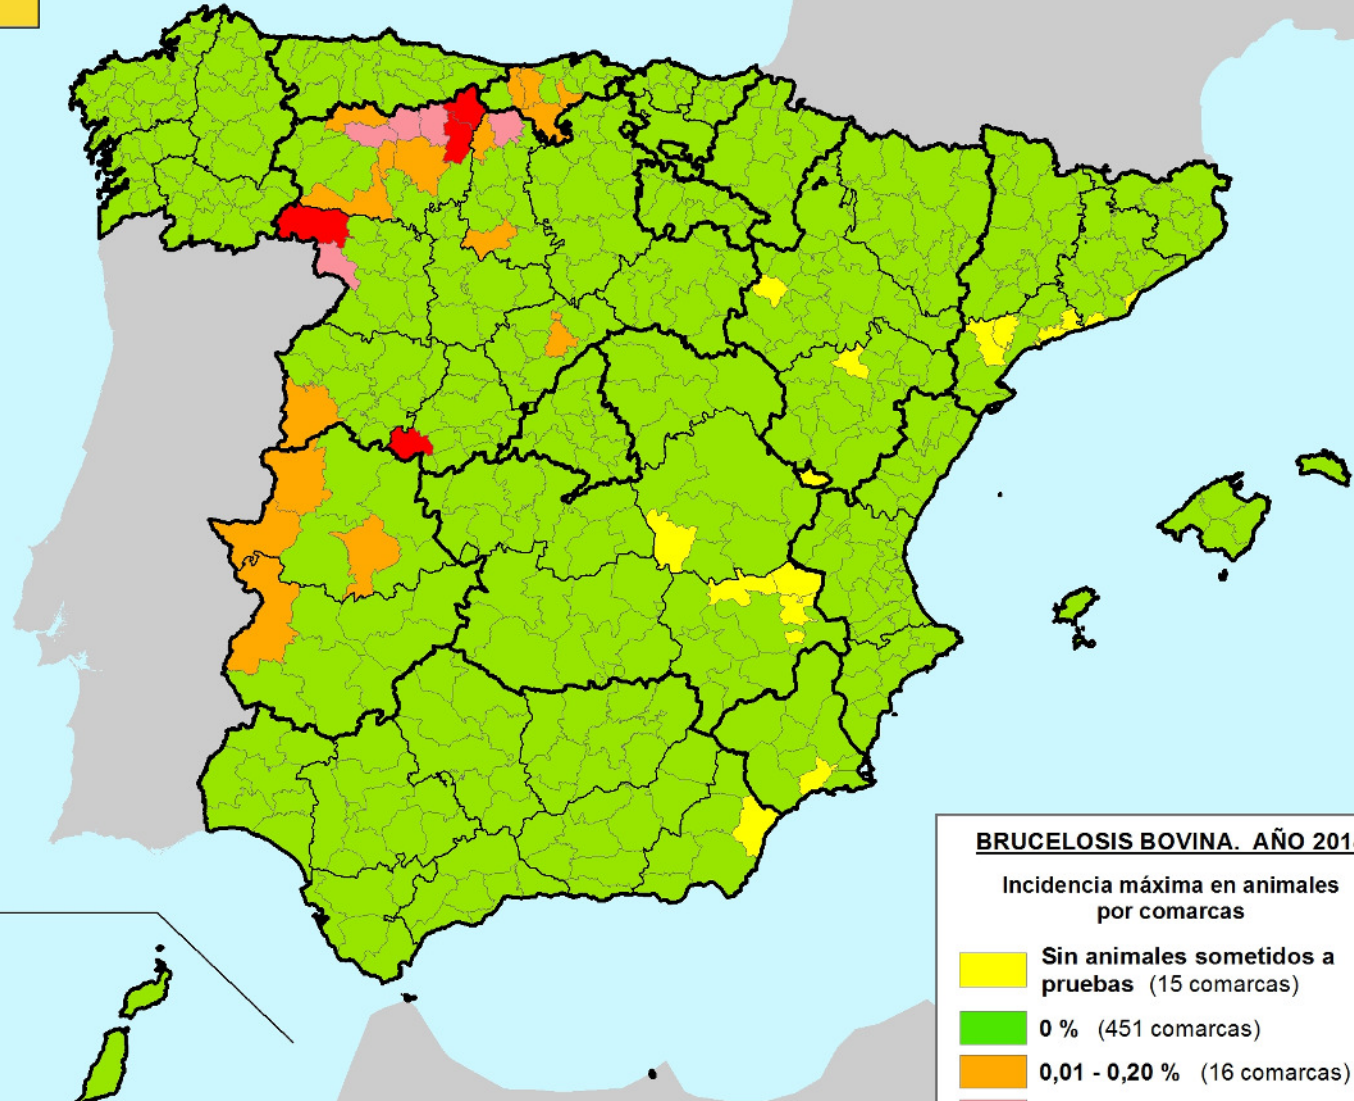 BRUCELOSIS BOVINA. AÑO 201
Incidencia máxima en animales
por comarcas
Sin animales sometidos a
pruebas (15 comarcas)
0 % (451 comarcas)
0,01 - 0,20 % (16 comarcas)